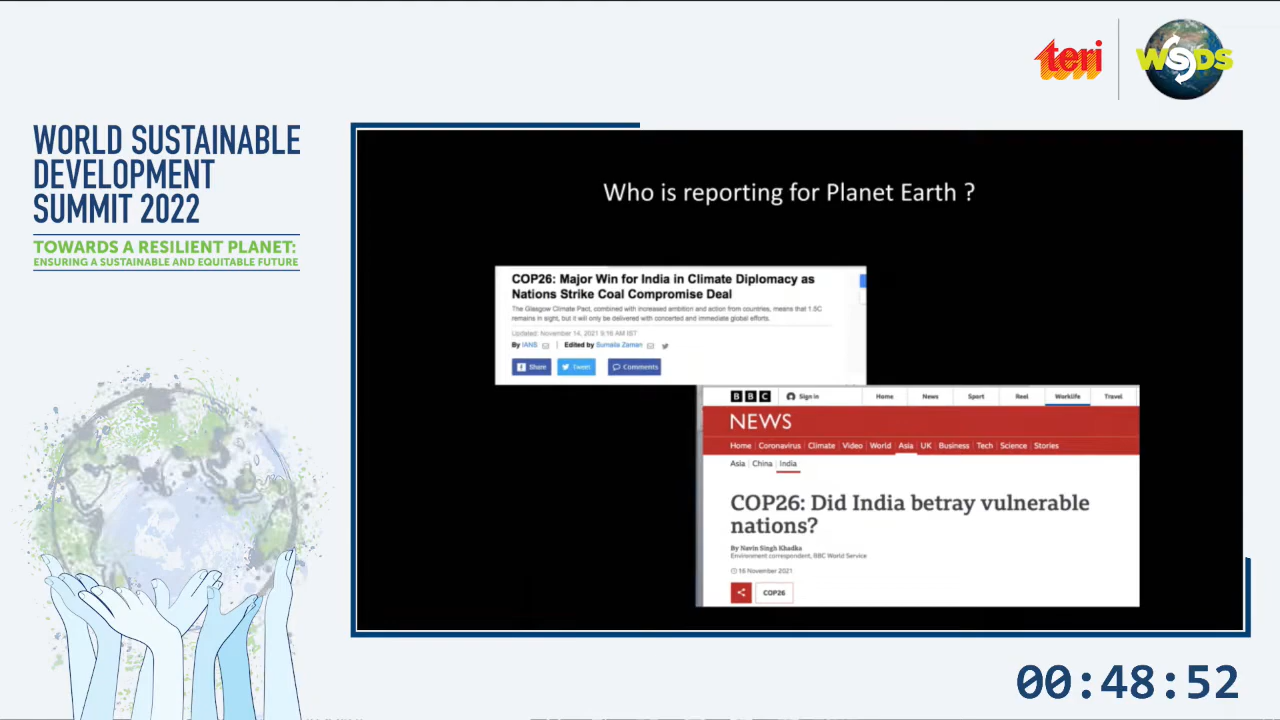 teri
WSDS
WORLD SUSTAINABLE
DEVELOPMENT
SUMMIT 2022
TOWARDS A RESILIENT PLANET:
ENSURING A SUSTAINABLE AND EQUITABLE FUTURE
Who is reporting for Planet Earth ?
COP26: Major Win for India in Climate Diplomacy as
Nations Strike Coal Compromise Deal
The Glasgow Climate Pact, combined with increased ambition and action from countries, means that 1.5C
remains in sight, but it will only be delivered with concerted and immediate global efforts.
Updated: November 14, 2021 9:16 AM IST
By IANS | Edited by Sumaila Zaman
Share Tweet Comments
BBC Sign in Home News Sport Reel Worklife Travel
NEWS
Home | Coronavirus | Climate | Video | World | Asia | UK | Business | Tech | Science | Stories
Asia | China | India
COP26: Did India betray vulnerable
nations?
By Navin Singh Khadka
Environment correspondent, BBC World Service
16 November 2021
COP26
00:48:52